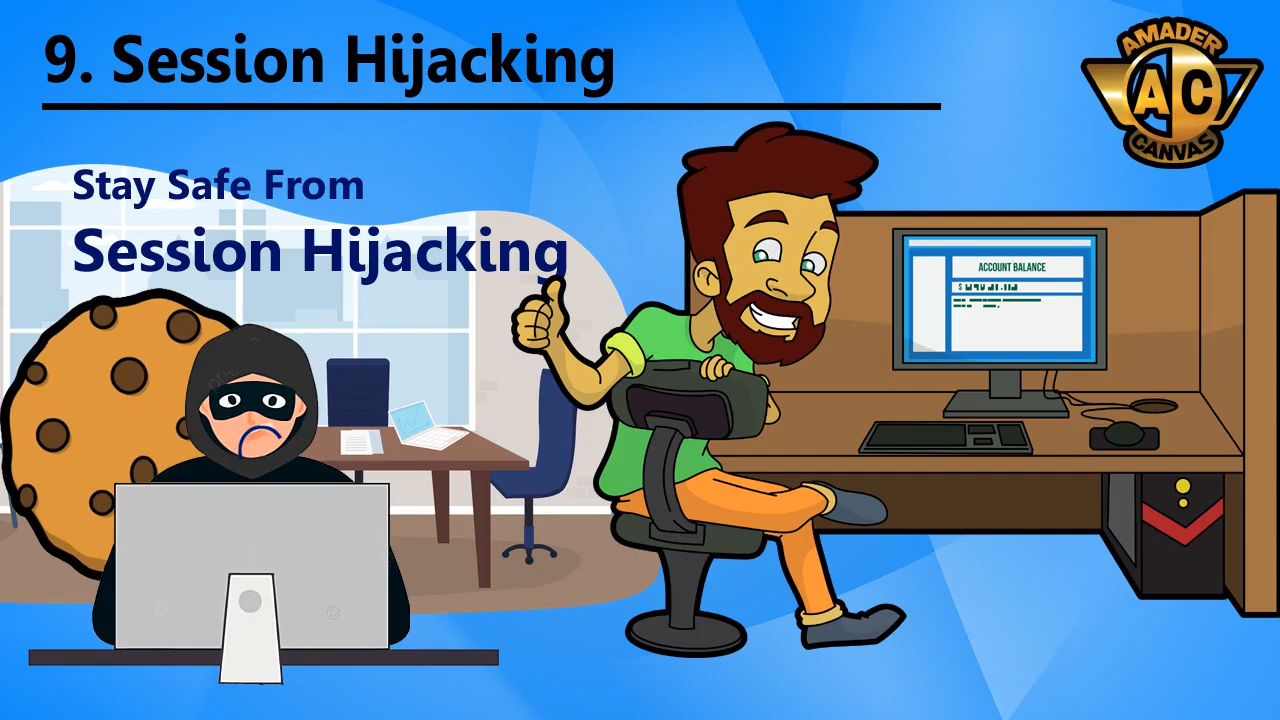 9. Session Hijacking
AMADER
AC
CANVAS
Stay Safe From
Session Hijacking
ACCOUNT BALANCE